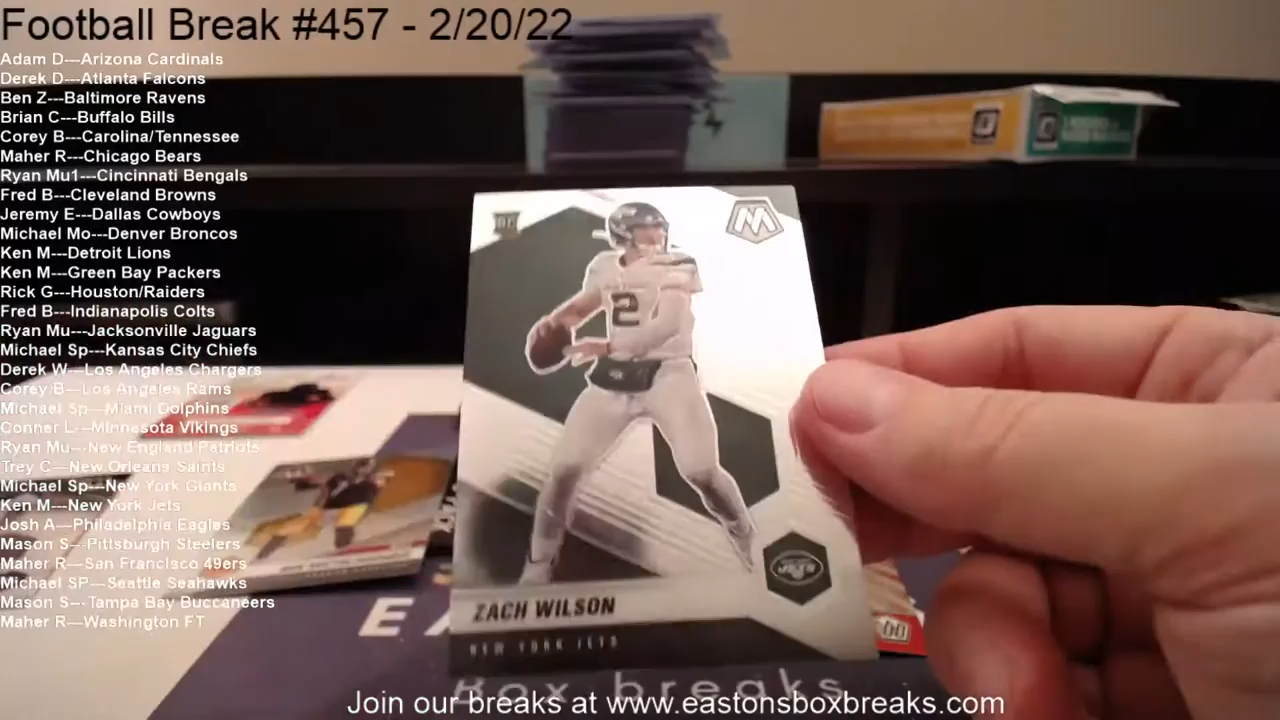 Football Break #457 - 2/20/22
Adam D---Arizona Cardinals
Derek D---Atlanta Falcons
Ben Z---Baltimore Ravens
Brian C---Buffalo Bills
Corey B---Carolina/Tennessee
Maher R---Chicago Bears
Ryan Mu1---Cincinnati Bengals
Fred B---Cleveland Browns
Jeremy E---Dallas Cowboys
Michael Mo---Denver Broncos
Ken M---Detroit Lions
Ken M---Green Bay Packers
Rick G---Houston/Raiders
Fred B---Indianapolis Colts
Ryan Mu---Jacksonville Jaguars
Michael Sp---Kansas City Chiefs
Derek W---Los Angeles Chargers
Corey B---Los Angeles Rams
Michael Sp---Miami Dolphins
Conner L---Minnesota Vikings
Ryan Mu---New England Patriots
Trey C---New Orleans Saints
Michael Sp---New York Giants
Ken M---New York Jets
Josh A---Philadelphia Eagles
Mason S---Pittsburgh Steelers
Maher R---San Francisco 49ers
Michael SP---Seattle Seahawks
Mason S---Tampa Bay Buccaneers
Maher R---Washington FT
RC
M
2
JETS
ZACH WILSON
NEW YORK JETS
Box breaks
Join our breaks at www.eastonsboxbreaks.com